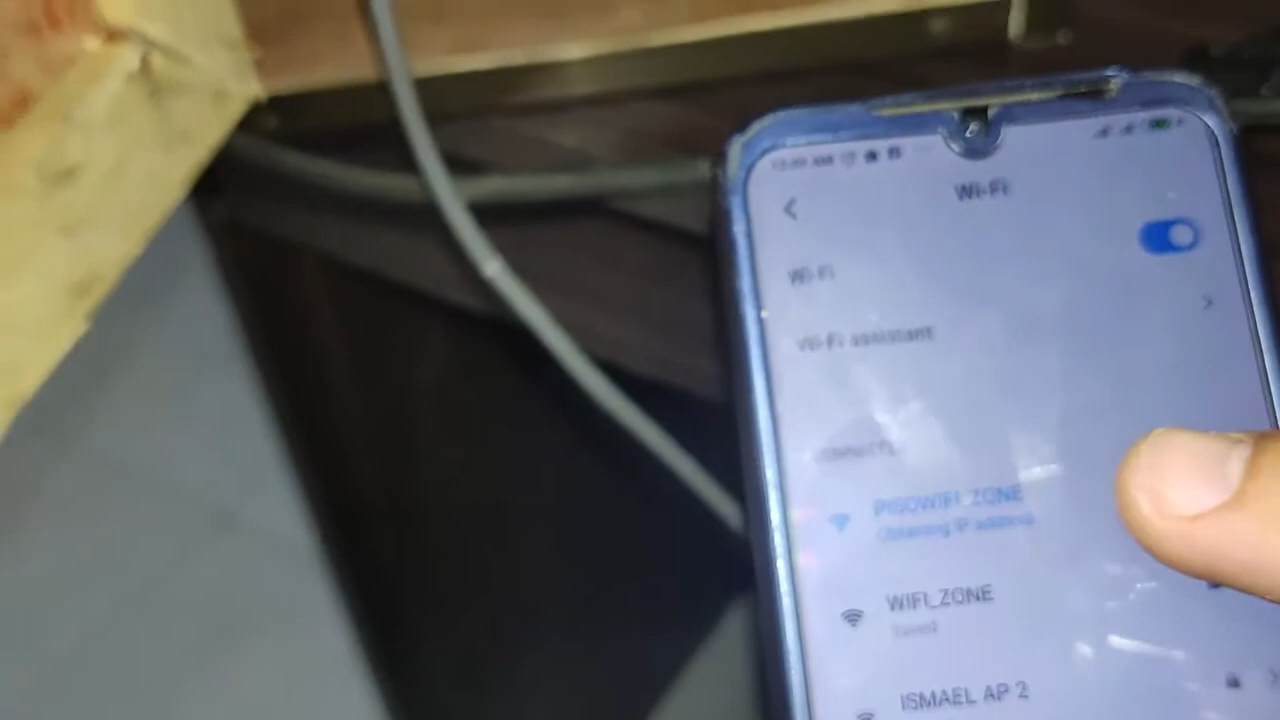 Wi-Fi
Wi-Fi
Wi-Fi assistant
PISOWIFI_ZONE
Obtaining IP address
WIFI_ZONE
Saved
ISMAEL AP 2